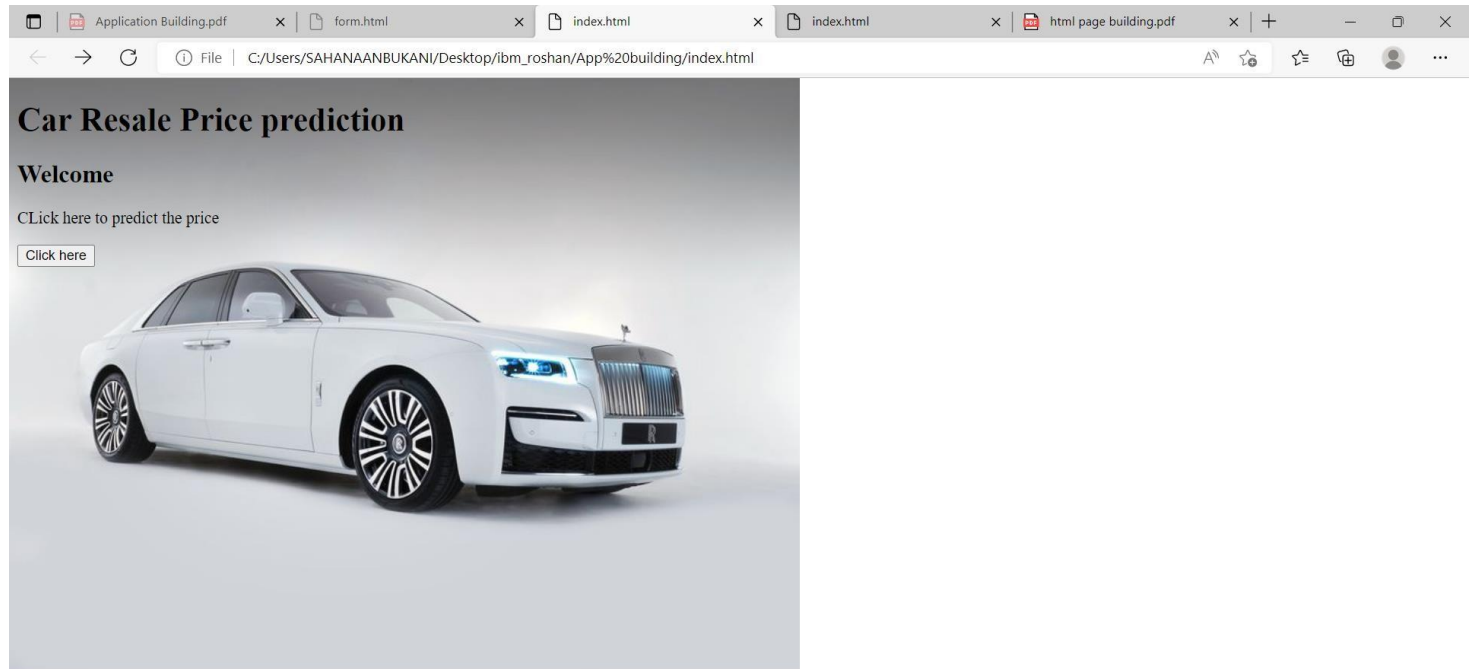 Application Building.pdf
form.html
index.html
index.html
html page building.pdf
File
C:/Users/SAHANAANBUKANI/Desktop/ibm_roshan/App%20building/index.html
Car Resale Price prediction
Welcome
CLick here to predict the price
Click here